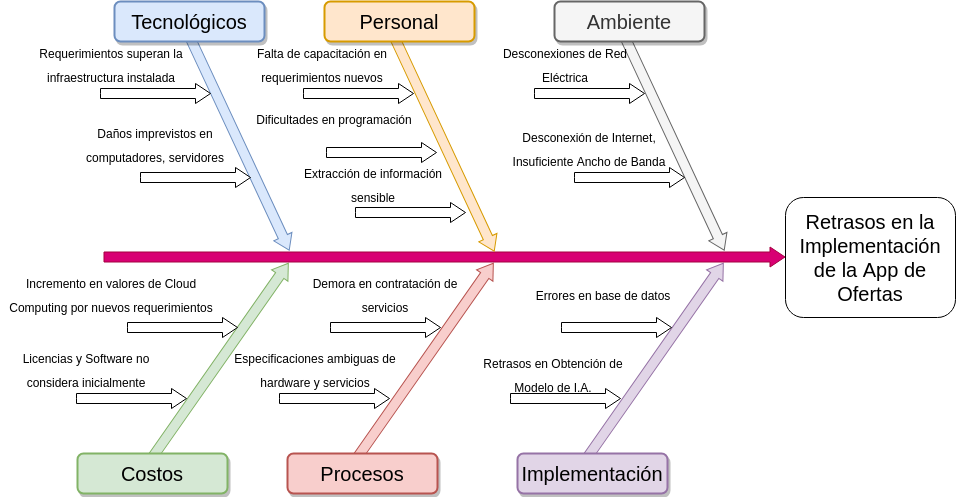 Tecnológicos
Personal
Ambiente
Requerimientos superan la
infraestructura instalada
Daños imprevistos en
computadores, servidores
Falta de capacitación en
requerimientos nuevos
Dificultades en programación
Extracción de información
sensible
Desconexiones de Red
Eléctrica
Desconexión de Internet,
Insuficiente Ancho de Banda
Retrasos en la
Implementación
de la App de
Ofertas
Incremento en valores de Cloud
Computing por nuevos requerimientos
Licencias y Software no
considera inicialmente
Demora en contratación de
servicios
Especificaciones ambiguas de
hardware y servicios
Errores en base de datos
Retrasos en Obtención de
Modelo de I.A.
Costos
Procesos
Implementación